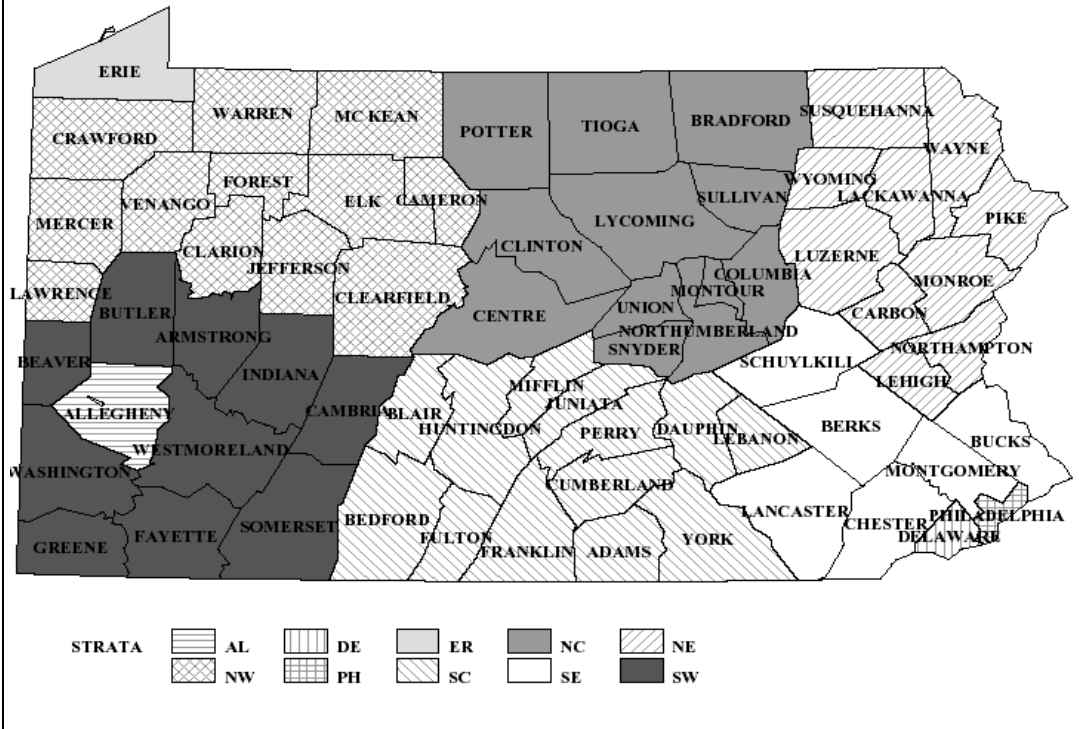 ERIE
WARREN
MC KEAN
CRAWFORD
POTTER
TIOGA
BRADFORD
SUSQUEHANNA
WAYNE
FOREST
VENANGO
ELK
CAMERON
MERCER
WYOMING
LACKAWANNA
SULLIVAN
LYCOMING
PIKE
CLARION
CLINTON
JEFFERSON
LUZERNE
COLUMBIA
MONROE
LAWRENCE
CLEARFIELD
MONTOUR
UNION
BUTLER
CENTRE
CARBON
ARMSTRONG
NORTHUMBERLAND
SNYDER
NORTHAMPTON
BEAVER
SCHUYLKILL
INDIANA
LEHIGH
MIFFLIN
JUNIATA
ALLEGHENY
CAMBRIA
BLAIR
HUNTINGDON
PERRY
DAUPHIN
LEBANON
BERKS
BUCKS
WESTMORELAND
WASHINGTON
MONTGOMERY
CUMBERLAND
LANCASTER
PHILADELPHIA
BEDFORD
SOMERSET
CHESTER
DELAWARE
FAYETTE
FULTON
YORK
GREENE
FRANKLIN
ADAMS
STRATA AL DE ER NC NE
NW PH SC SE SW